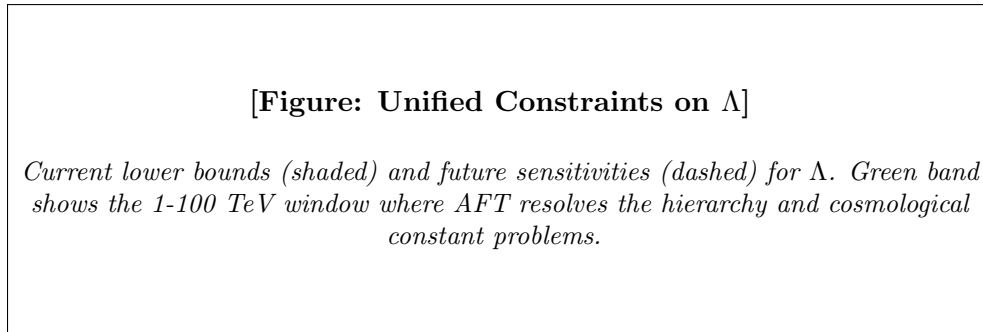 [Figure: Unified Constraints on Λ]
Current lower bounds (shaded) and future sensitivities (dashed) for Λ. Green band
shows the 1-100 TeV window where AFT resolves the hierarchy and cosmological
constant problems.